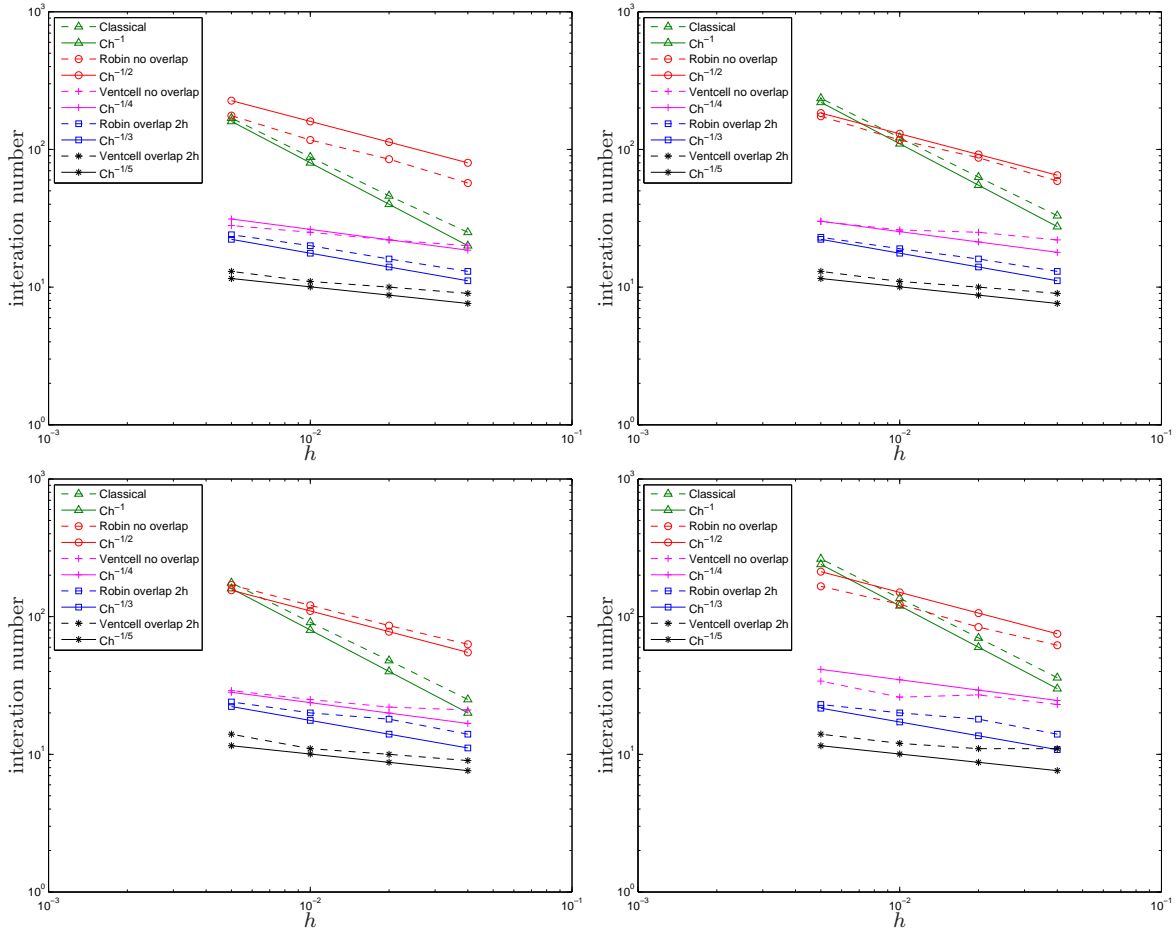 10^3
10^2
10^1
10^0
interation number
Classical
Ch^-1
Robin no overlap
Ch^-1/2
Ventcell no overlap
Ch^-1/4
Robin overlap 2h
Ch^-1/3
Ventcell overlap 2h
Ch^-1/5
10^-3
10^-2
10^-1
h
10^3
10^2
10^1
10^0
interation number
Classical
Ch^-1
Robin no overlap
Ch^-1/2
Ventcell no overlap
Ch^-1/4
Robin overlap 2h
Ch^-1/3
Ventcell overlap 2h
Ch^-1/5
10^-3
10^-2
10^-1
h
10^3
10^2
10^1
10^0
interation number
Classical
Ch^-1
Robin no overlap
Ch^-1/2
Ventcell no overlap
Ch^-1/4
Robin overlap 2h
Ch^-1/3
Ventcell overlap 2h
Ch^-1/5
10^-3
10^-2
10^-1
h
10^3
10^2
10^1
10^0
interation number
Classical
Ch^-1
Robin no overlap
Ch^-1/2
Ventcell no overlap
Ch^-1/4
Robin overlap 2h
Ch^-1/3
Ventcell overlap 2h
Ch^-1/5
10^-3
10^-2
10^-1
h